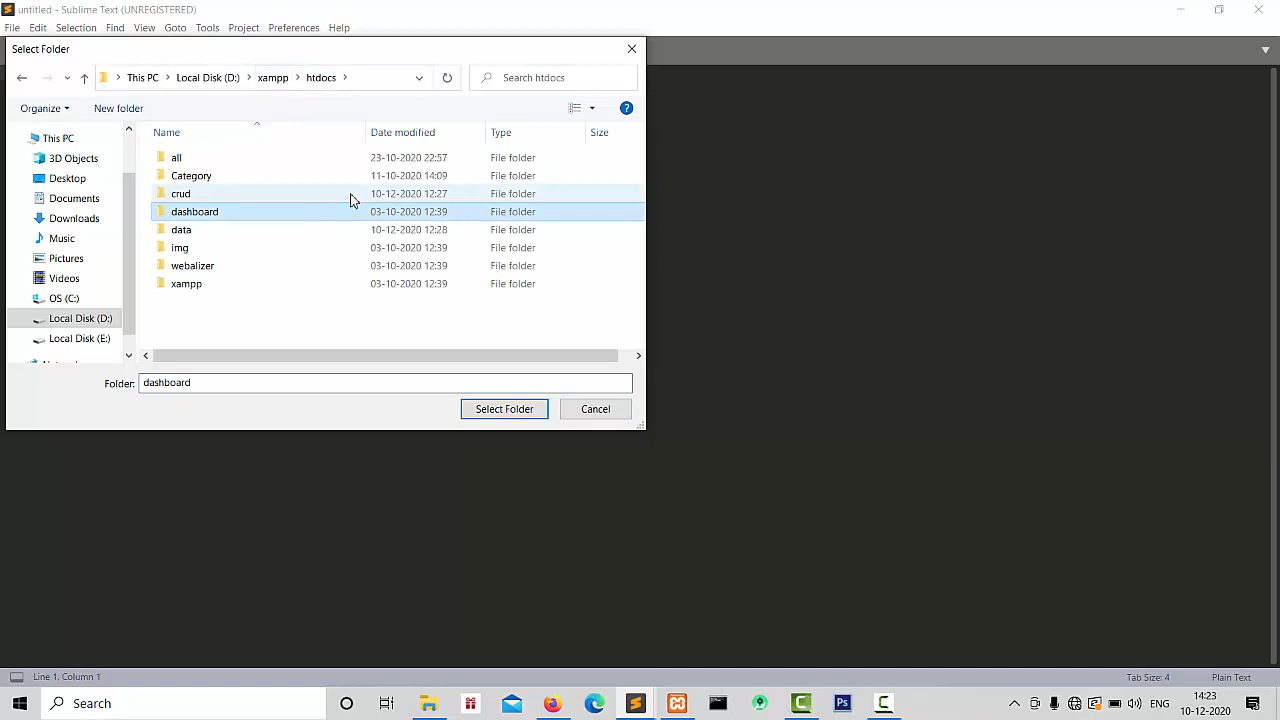 untitled - Sublime Text (UNREGISTERED)
File Edit Selection Find View Goto Tools Project Preferences Help
Select Folder
This PC Local Disk (D:) xampp htdocs
Search htdocs
Organize New folder
Name Date modified Type Size
This PC
3D Objects
Desktop
Documents
Downloads
Music
Pictures
Videos
OS (C:)
Local Disk (D:)
Local Disk (E:)
all 23-10-2020 22:57 File folder
Category 11-10-2020 14:09 File folder
crud 10-12-2020 12:27 File folder
dashboard 03-10-2020 12:39 File folder
data 10-12-2020 12:28 File folder
img 03-10-2020 12:39 File folder
webalizer 03-10-2020 12:39 File folder
xampp 03-10-2020 12:39 File folder
Folder: dashboard
Select Folder Cancel
Line 1, Column 1 Tab Size: 4 Plain Text
Search
Ps
ENG
14:23
10-12-2020